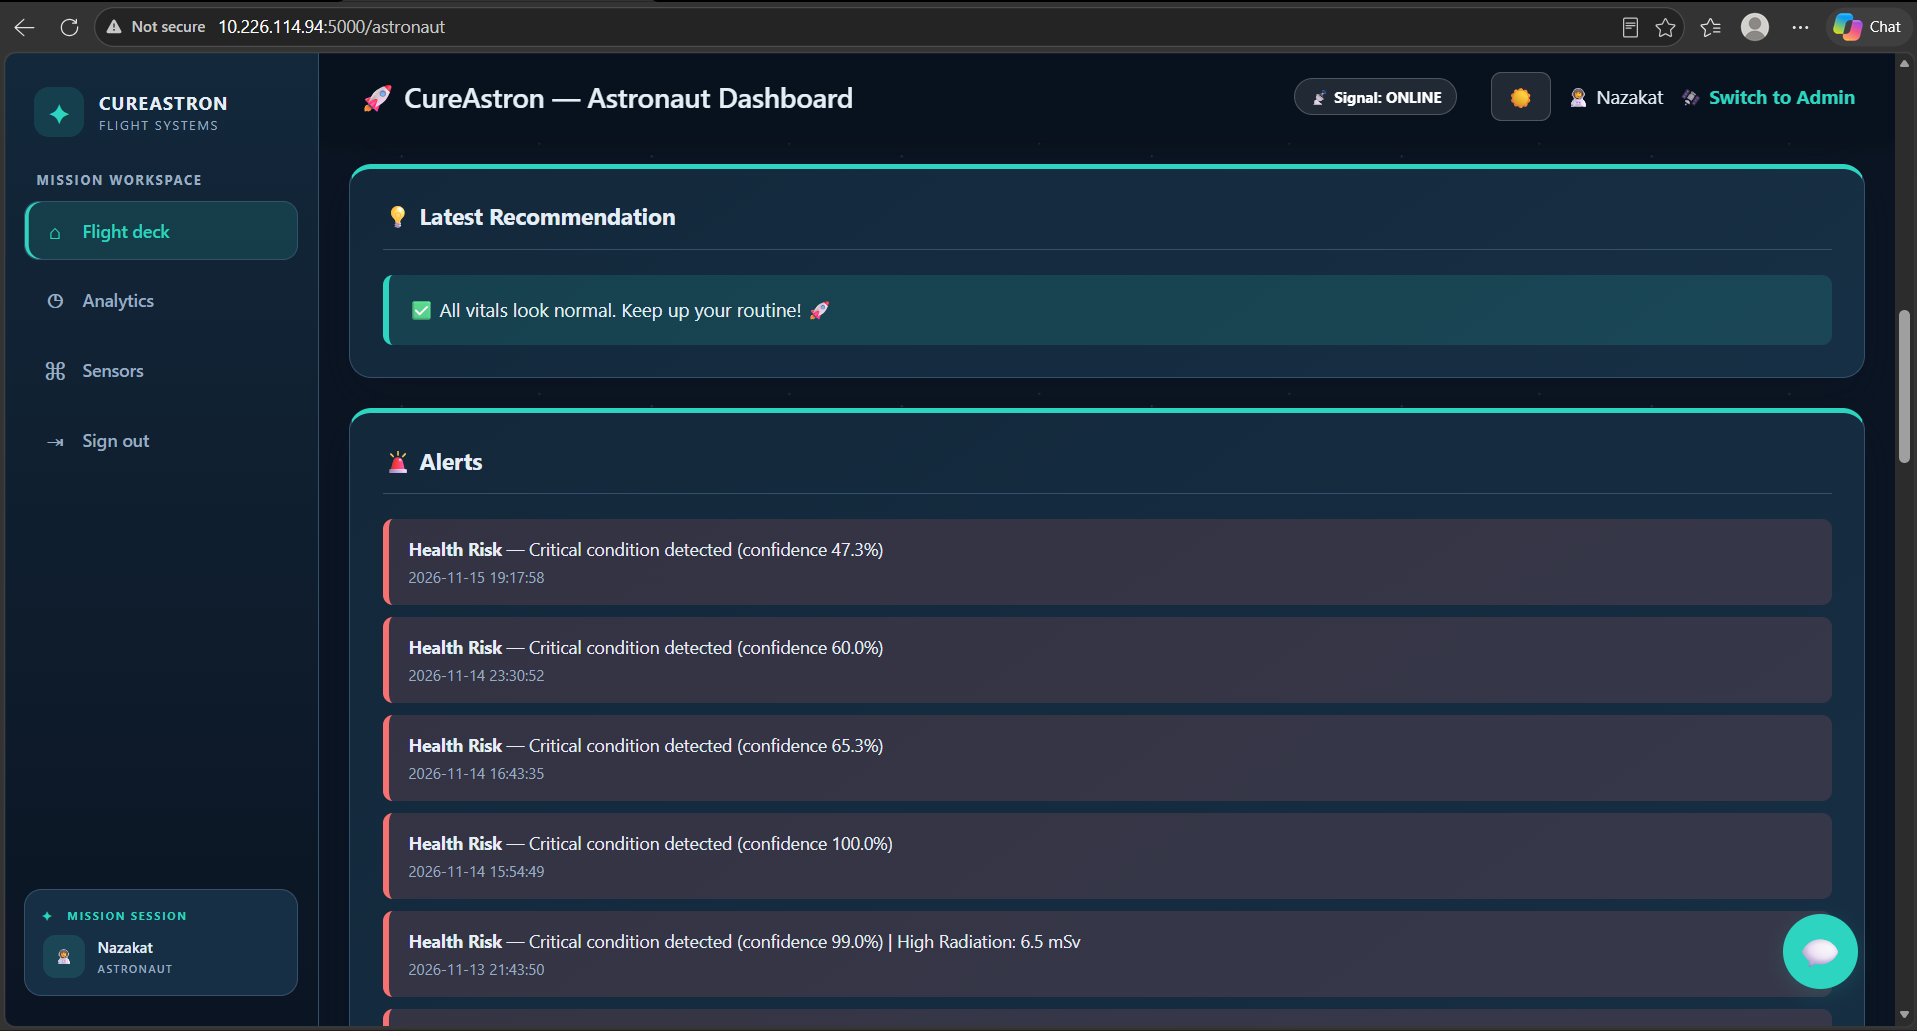 Not secure 10.226.114.94:5000/astronaut
Chat
CUREASTRON
FLIGHT SYSTEMS
MISSION WORKSPACE
Flight deck
Analytics
Sensors
Sign out
MISSION SESSION
Nazakat
ASTRONAUT
🚀 CureAstron — Astronaut Dashboard
Signal: ONLINE
Nazakat
Switch to Admin
💡 Latest Recommendation
✅ All vitals look normal. Keep up your routine! 🚀
🚨 Alerts
Health Risk — Critical condition detected (confidence 47.3%)
2026-11-15 19:17:58
Health Risk — Critical condition detected (confidence 60.0%)
2026-11-14 23:30:52
Health Risk — Critical condition detected (confidence 65.3%)
2026-11-14 16:43:35
Health Risk — Critical condition detected (confidence 100.0%)
2026-11-14 15:54:49
Health Risk — Critical condition detected (confidence 99.0%) | High Radiation: 6.5 mSv
2026-11-13 21:43:50